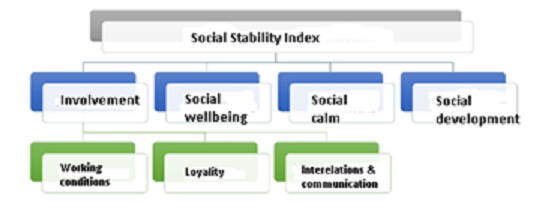 Social Stability Index
Involvement
Social
wellbeing
Social
calm
Social
development
Working
conditions
Loyality
Interelations &
communication